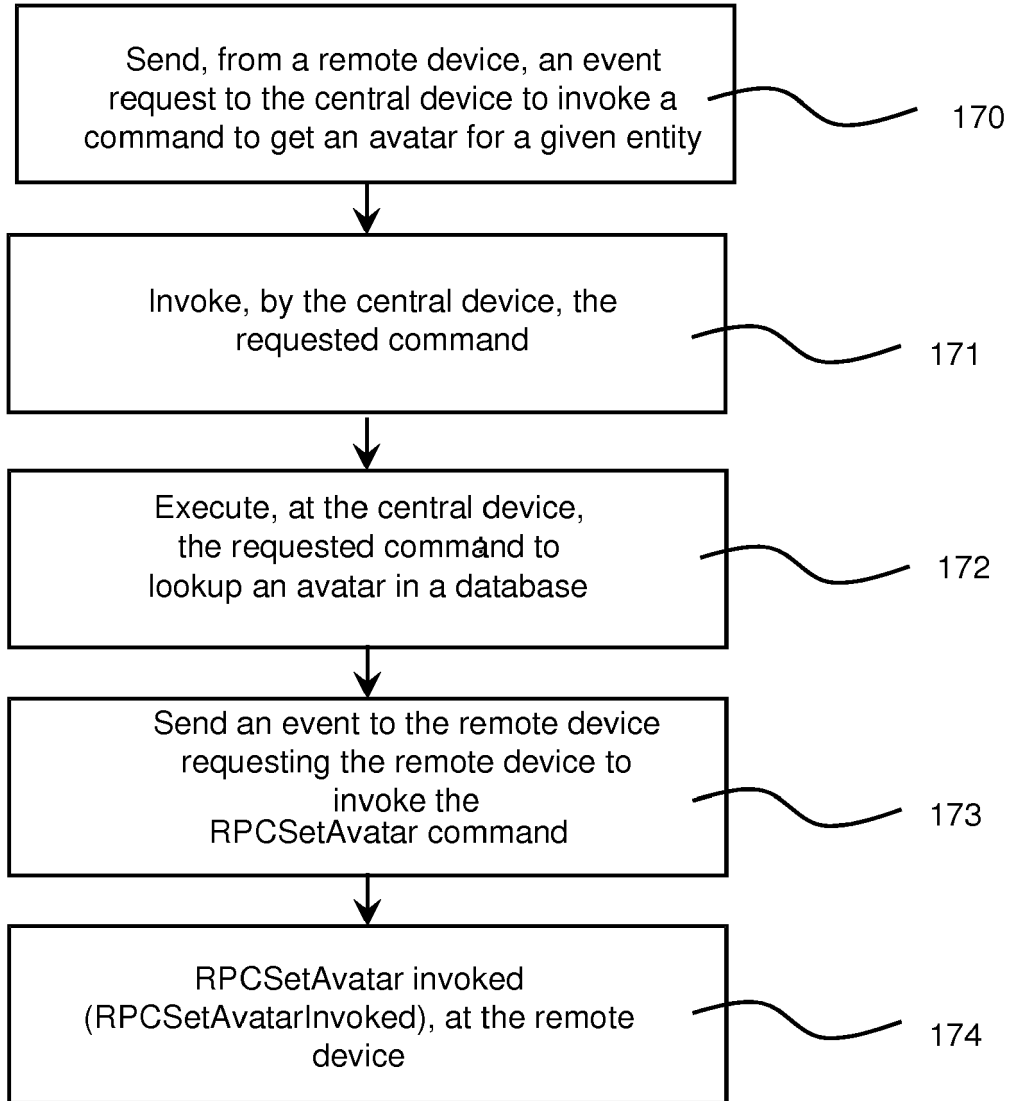 Send, from a remote device, an event
request to the central device to invoke a
command to get an avatar for a given entity
170
Invoke, by the central device, the
requested command
171
Execute, at the central device,
the requested command to
lookup an avatar in a database
172
Send an event to the remote device
requesting the remote device to
invoke the
RPCSetAvatar command
173
RPCSetAvatar invoked
(RPCSetAvatarInvoked), at the remote
device
174